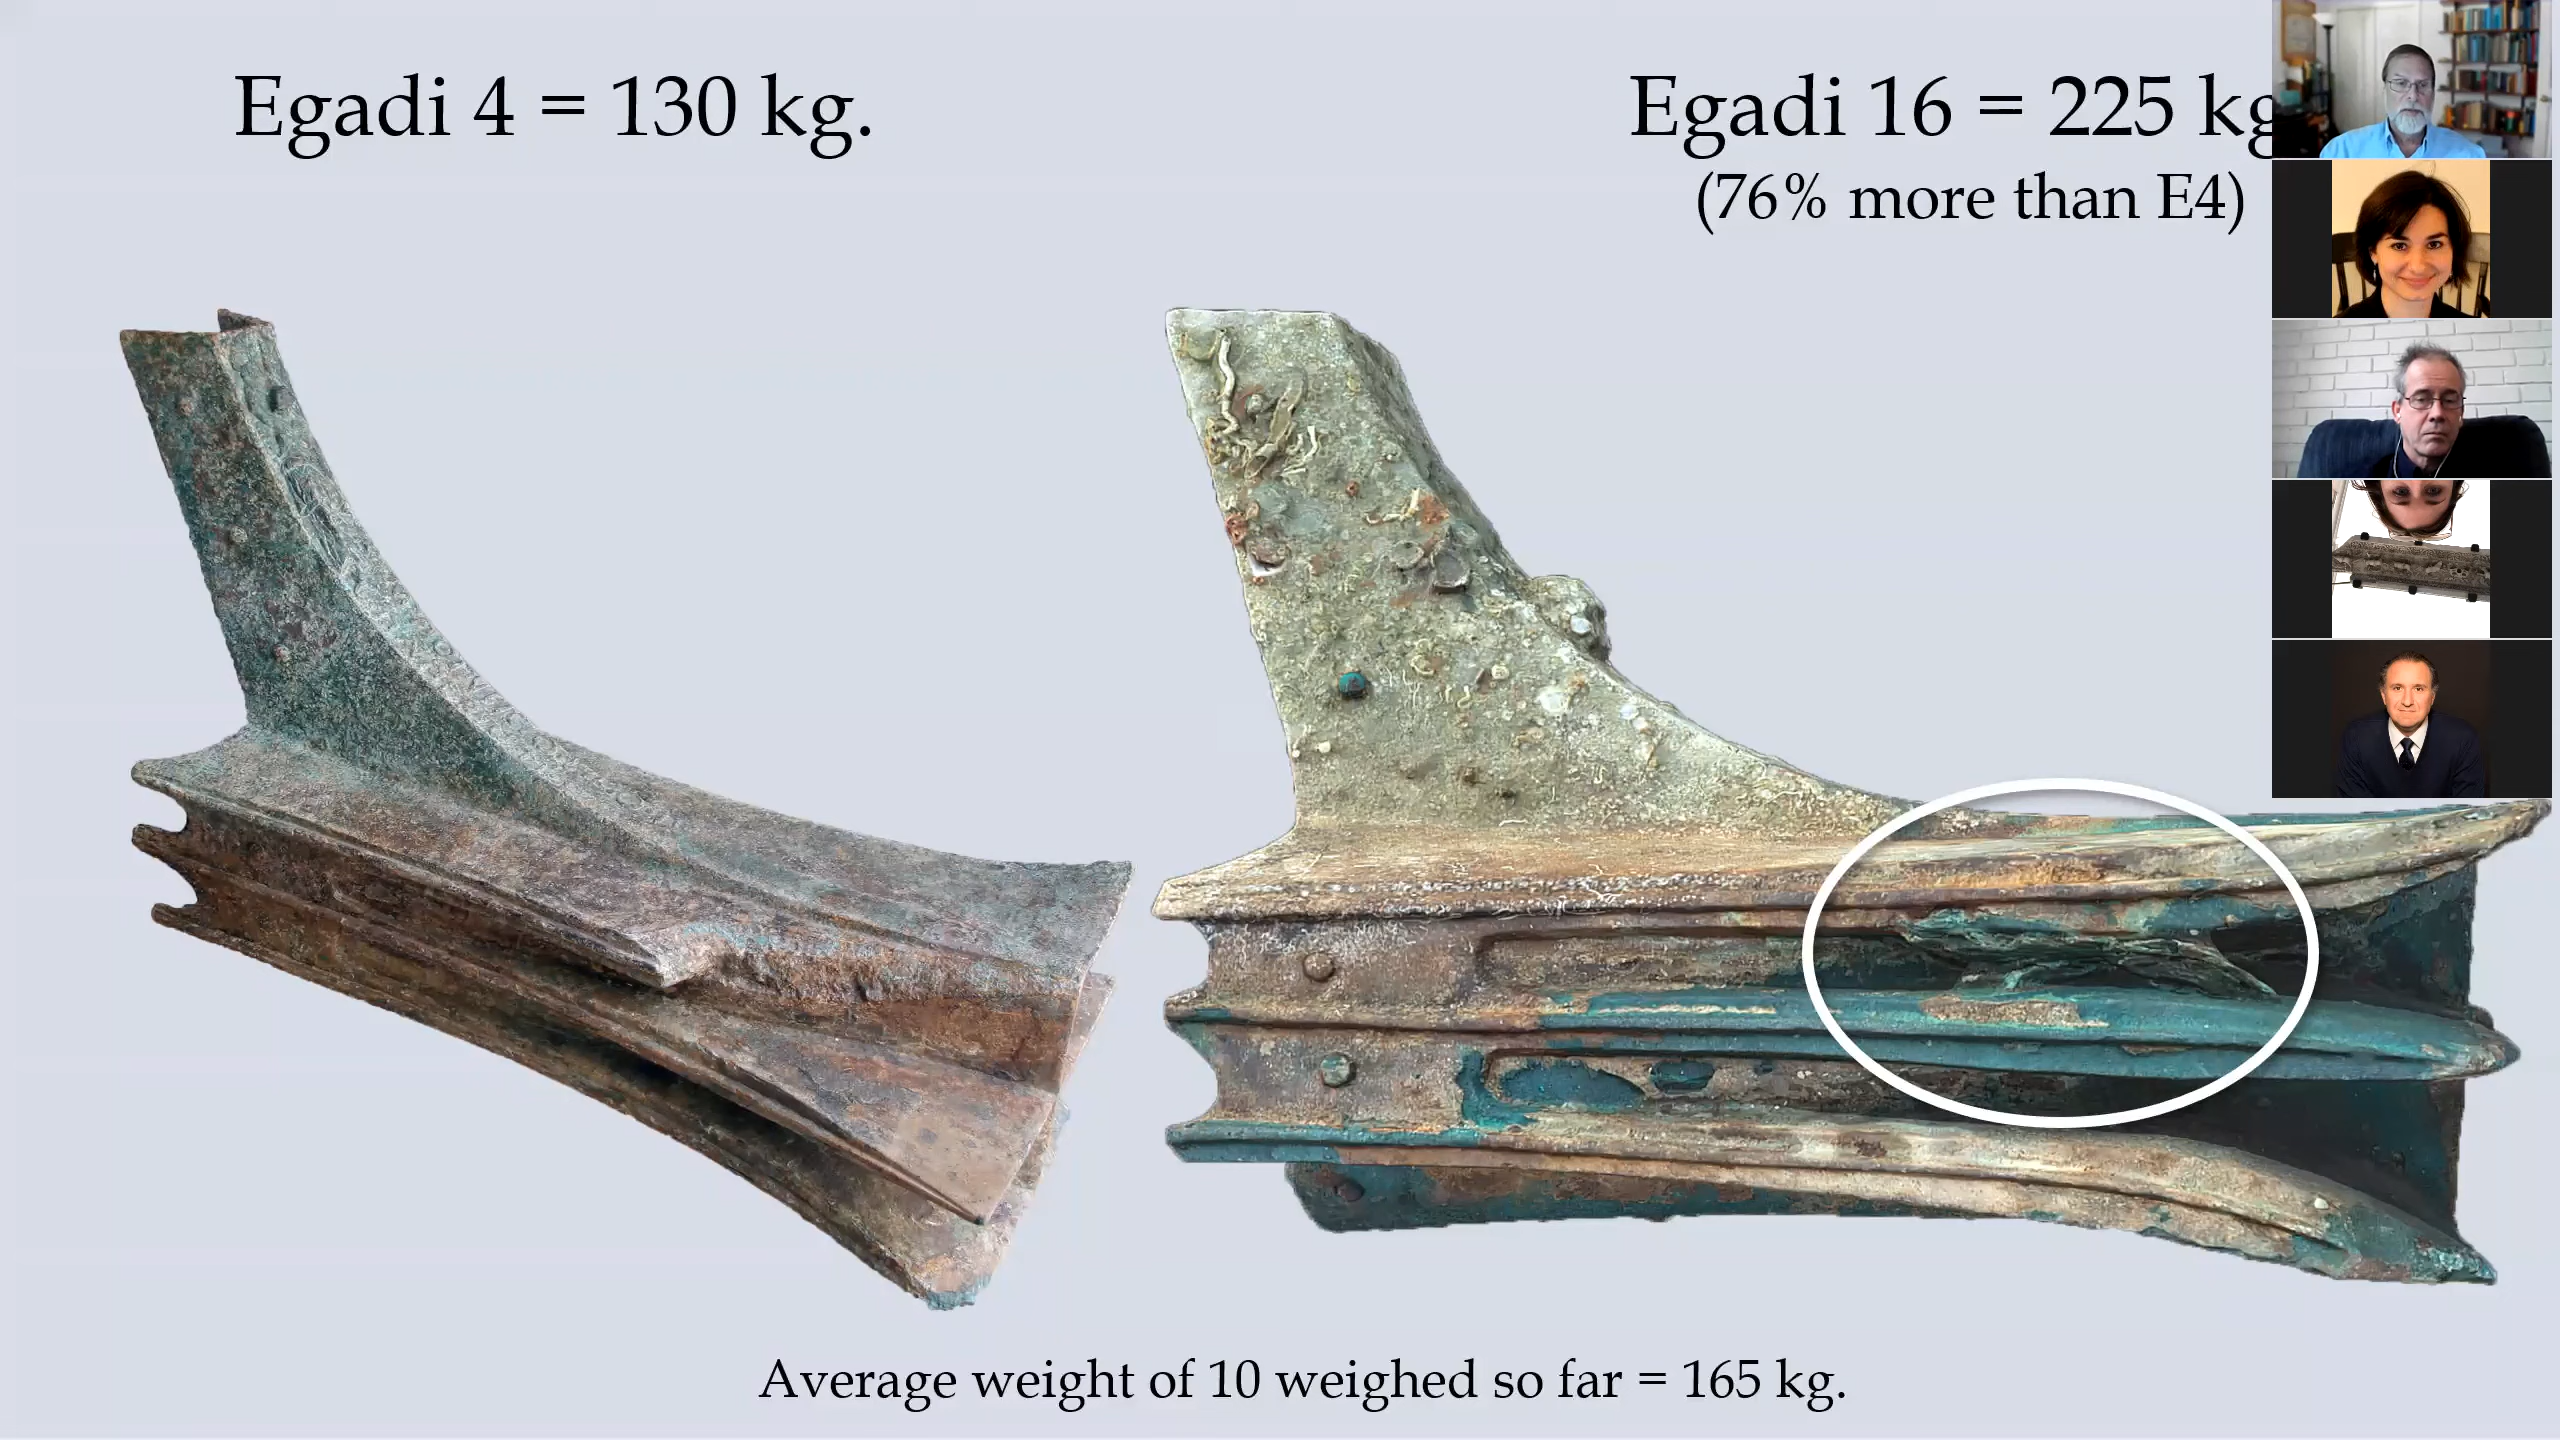 Egadi 4 = 130 kg.
Egadi 16 = 225 kg
(76% more than E4)
Average weight of 10 weighed so far = 165 kg.